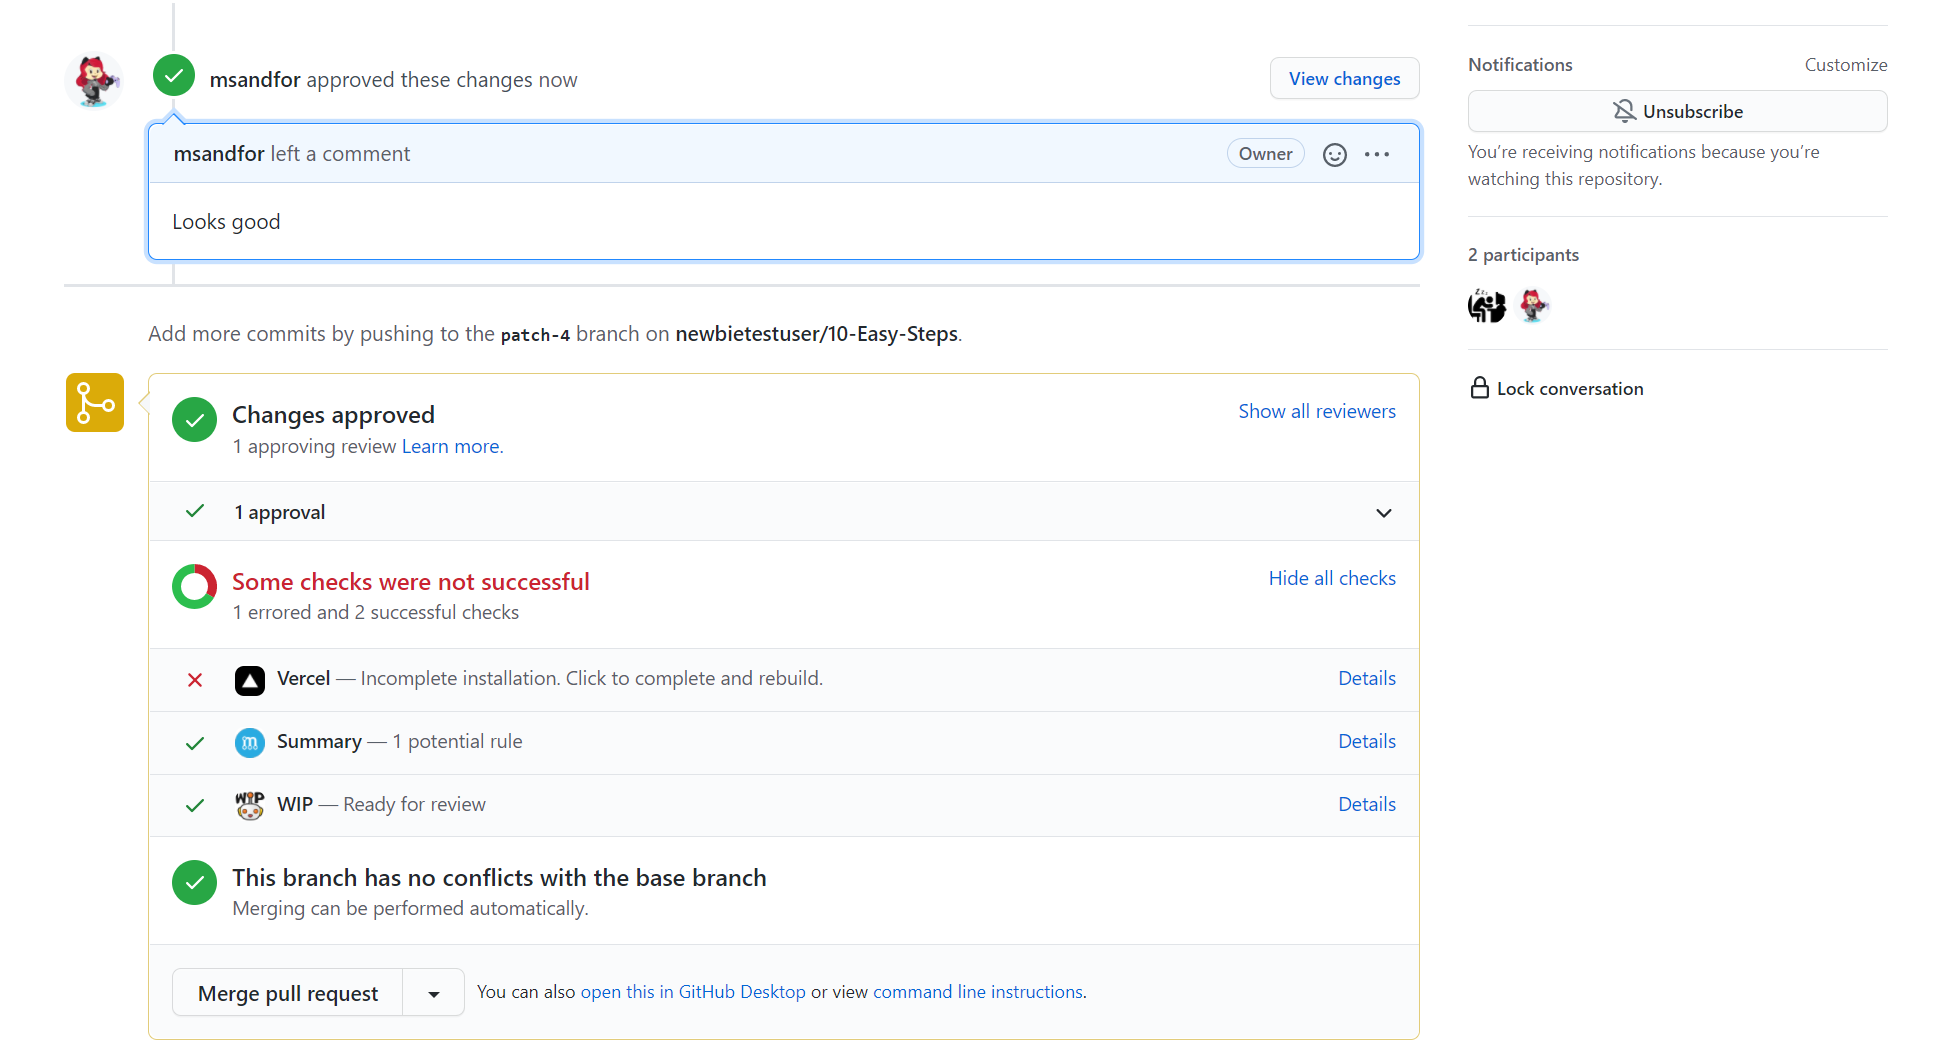 msandfor approved these changes now
View changes
msandfor left a comment
Owner
Looks good
Add more commits by pushing to the patch-4 branch on newbietestuser/10-Easy-Steps.
Changes approved
Show all reviewers
1 approving review Learn more.
1 approval
Some checks were not successful
Hide all checks
1 errored and 2 successful checks
Vercel — Incomplete installation. Click to complete and rebuild.
Details
Summary — 1 potential rule
Details
WIP
WIP — Ready for review
Details
This branch has no conflicts with the base branch
Merging can be performed automatically.
Merge pull request
You can also open this in GitHub Desktop or view command line instructions.
Notifications
Customize
Unsubscribe
You’re receiving notifications because you’re
watching this repository.
2 participants
Lock conversation